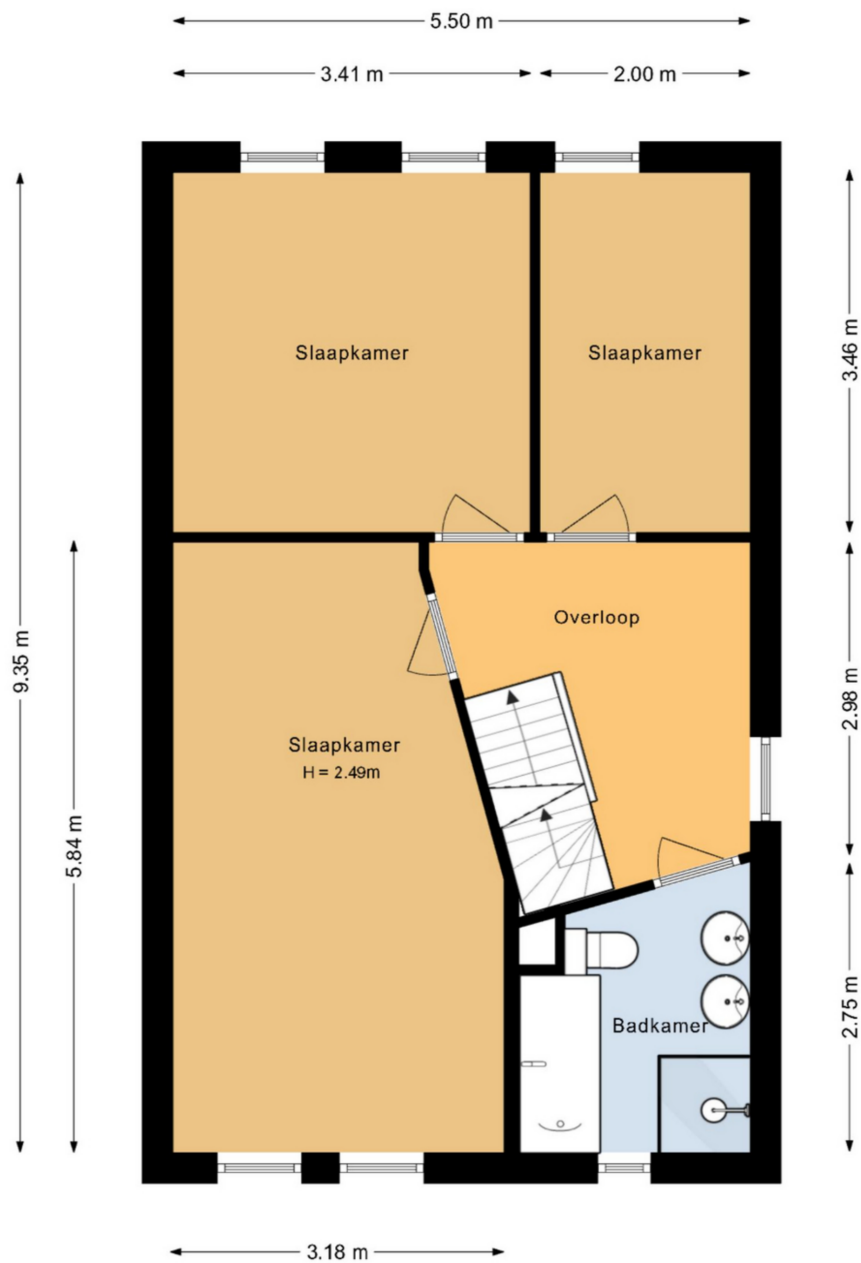 5.50 m
3.41 m
2.00 m
Slaapkamer
Slaapkamer
3.46 m
Overloop
9.35 m
2.98 m
Slaapkamer
H = 2.49m
5.84 m
Badkamer
2.75 m
3.18 m